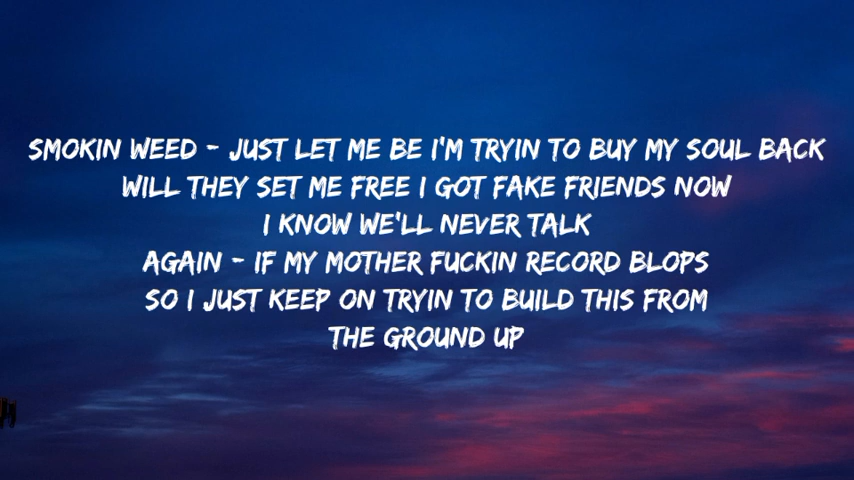 SMOKIN WEED - JUST LET ME BE I'M TRYIN TO BUY MY SOUL BACK
WILL THEY SET ME FREE I GOT FAKE FRIENDS NOW
I KNOW WE'LL NEVER TALK
AGAIN - IF MY MOTHER FUCKIN RECORD BLOPS
SO I JUST KEEP ON TRYIN TO BUILD THIS FROM
THE GROUND UP